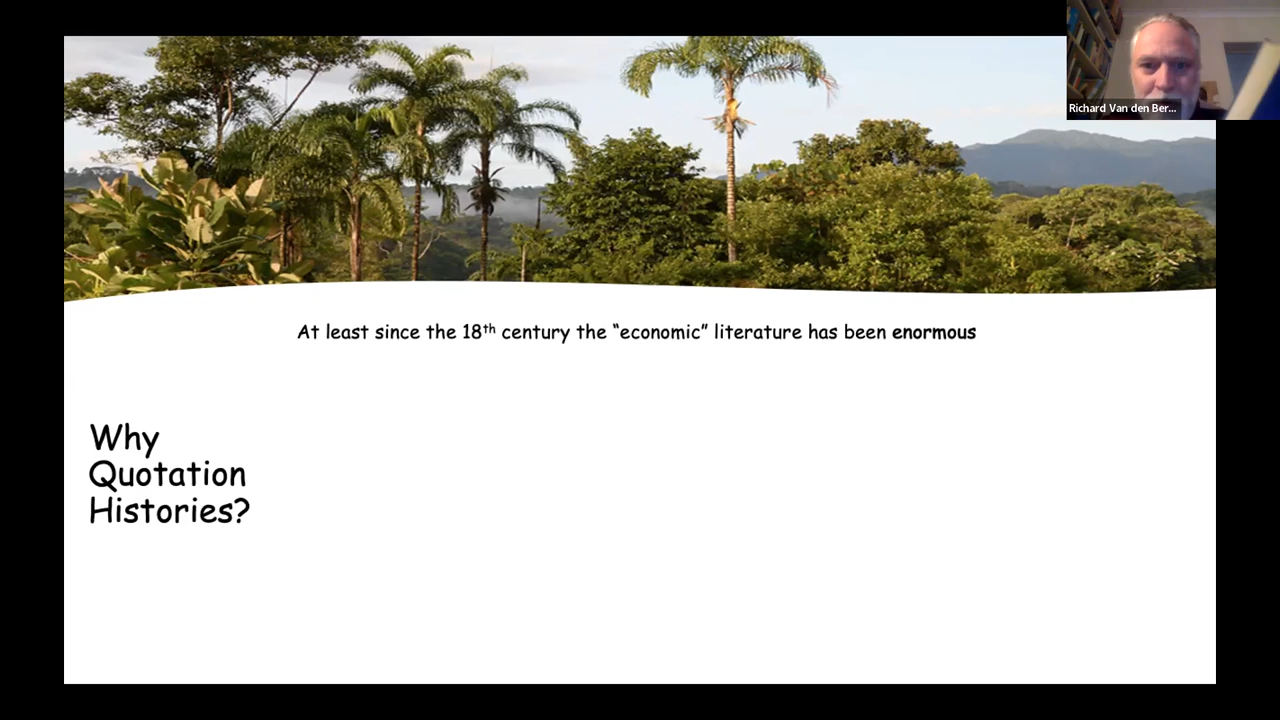 Richard Van den Ber...
At least since the 18th century the “economic” literature has been enormous
Why
Quotation
Histories?